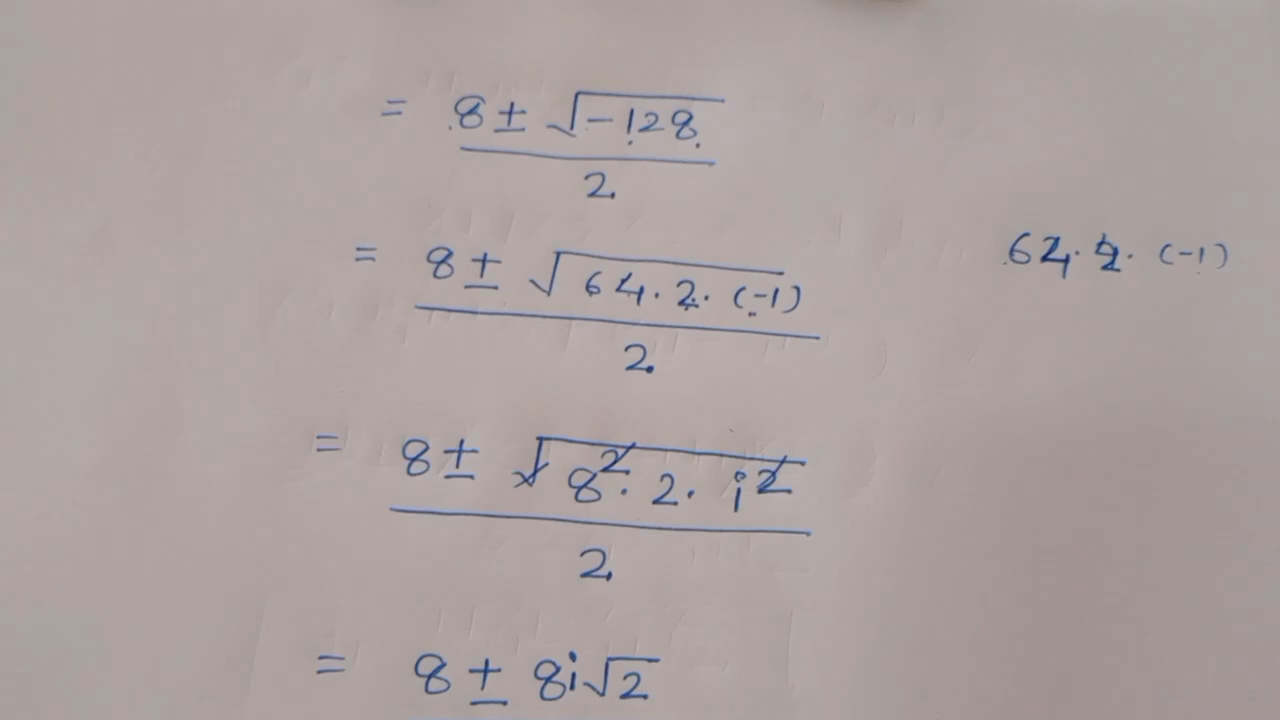 = 8 ± √-128
2
= 8 ± √64.2.(-1)
2
64.2.(-1)
= 8 ± √8².2.i²
2
= 8 ± 8i√2